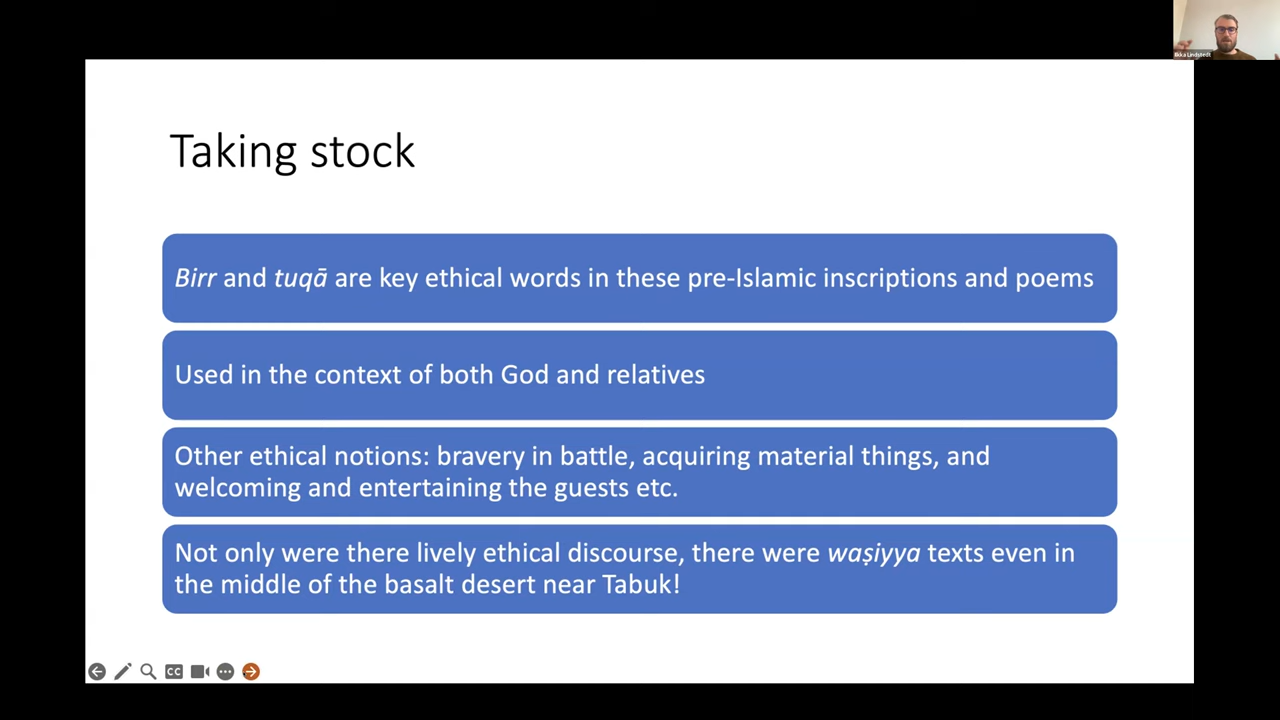 Ilkka Lindstedt
Taking stock
Birr and tuqā are key ethical words in these pre-Islamic inscriptions and poems
Used in the context of both God and relatives
Other ethical notions: bravery in battle, acquiring material things, and
welcoming and entertaining the guests etc.
Not only were there lively ethical discourse, there were waṣiyya texts even in
the middle of the basalt desert near Tabuk!
CC